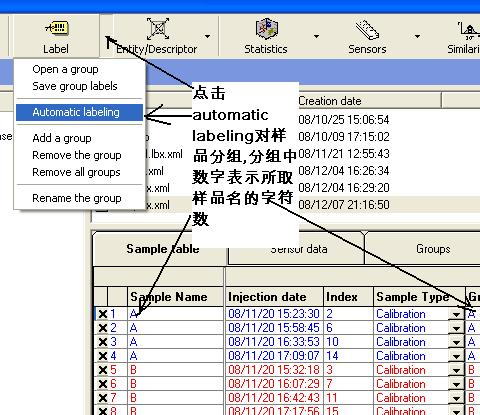 Label
Entity/Descriptor
Statistics
Sensors
Similari
Open a group
Save group labels
Automatic labeling
Add a group
Remove the group
Remove all groups
Rename the group
点击
automatic
labeling对样
品分组,分组中
数字表示所取
样品名的字符
数
Creation date
08/10/25 15:06:54
08/10/09 17:15:02
.lbx.xml 08/11/21 12:55:43
.xml 08/12/04 16:26:34
.xml 08/12/04 16:29:20
.xml 08/12/07 21:16:50
Sample table Sensor data Groups
Sample Name Injection date Index Sample Type Gr
1 A 08/11/20 15:23:30 2 Calibration A
2 A 08/11/20 15:58:45 6 Calibration A
3 A 08/11/20 16:33:53 10 Calibration A
4 A 08/11/20 17:09:07 14 Calibration A
5 B 08/11/20 15:32:18 3 Calibration B
6 B 08/11/20 16:07:29 7 Calibration B
7 B 08/11/20 16:42:43 11 Calibration B
8 B 08/11/20 17:17:56 15 Calibration B